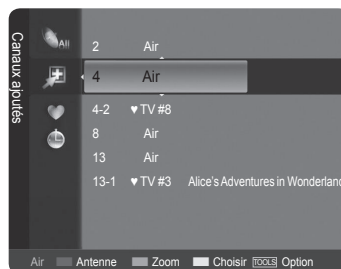 Canaux ajoutés
All
2 Air
4 Air
4-2 ♥ TV #8
8 Air
13 Air
13-1 ♥ TV #3 Alice's Adventures in Wonderland
Air Antenne Zoom Choisir TOOLS Option